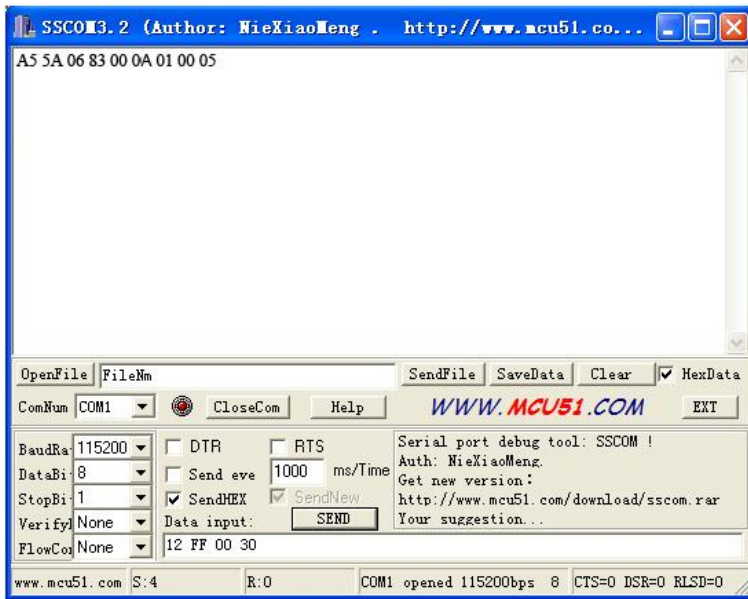 SSCOM3.2 (Author: NieXiaoMeng .  http://www.mcu51.co...
A5 5A 06 83 00 0A 01 00 05
OpenFile FileNm SendFile SaveData Clear HexData
ComNum COM1 CloseCom Help WWW.MCU51.COM EXT
BaudRa 115200 DTR RTS
DataBi 8 Send eve 1000 ms/Time
StopBi 1 SendHEX SendNew
Verifyl None Data input: SEND
FlowCo None 12 FF 00 30
Serial port debug tool: SSCOM !
Auth: NieXiaoMeng.
Get new version:
http://www.mcu51.com/download/sscom.rar
Your suggestion...
www.mcu51.com S:4 R:0 COM1 opened 115200bps 8 CTS=0 DSR=0 RLSD=0